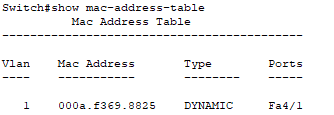 Switch#show mac-address-table
Mac Address Table
-------------------------------------------
Vlan    Mac Address       Type        Ports
----    -----------       --------    -----
1    000a.f369.8825    DYNAMIC     Fa4/1